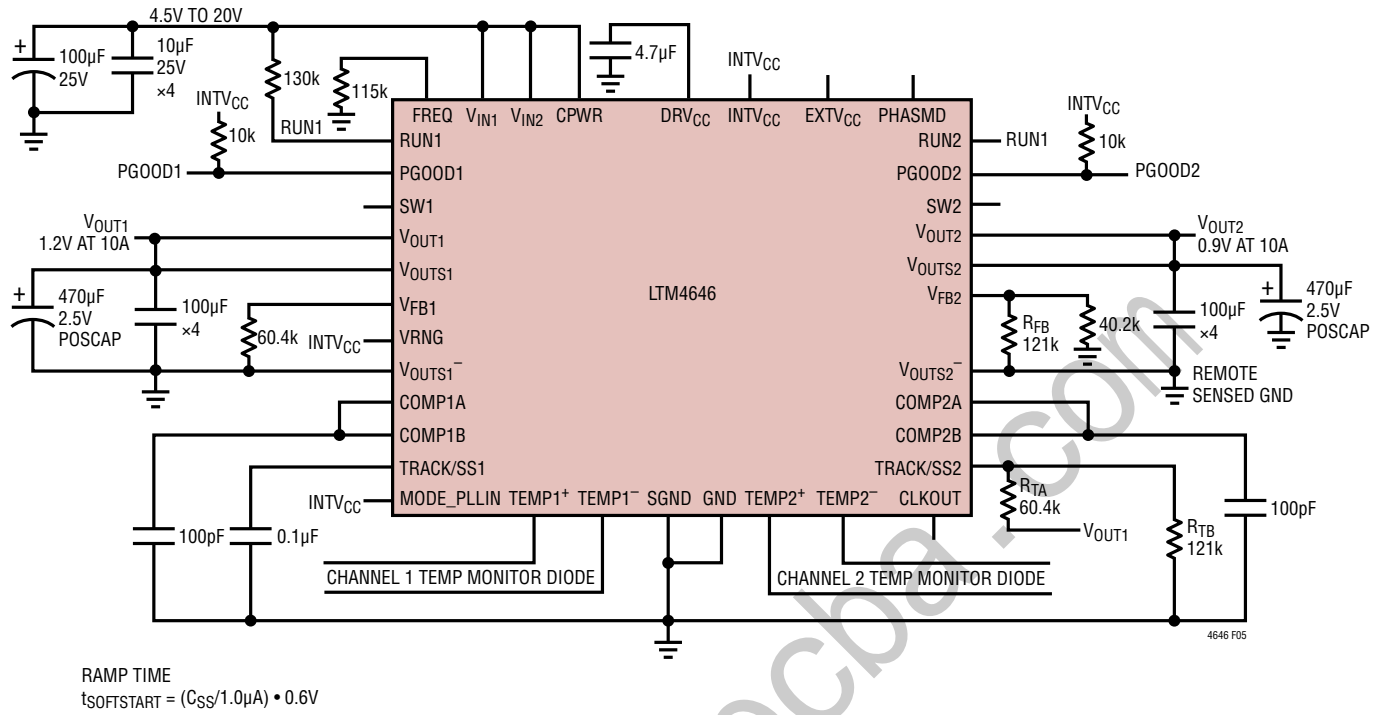 4.5V TO 20V
100µF
25V
10µF
25V
×4
130k
115k
4.7µF
INTVCC
INTVCC
10k
RUN1
PGOOD1
INTVCC
10k
RUN1
PGOOD2
FREQ VIN1 VIN2 CPWR DRVCC INTVCC EXTVCC PHASMD
RUN1
PGOOD1
SW1
VOUT1
VOUTS1
VFB1
VRNG
VOUTS1–
COMP1A
COMP1B
TRACK/SS1
MODE_PLLIN TEMP1+ TEMP1– SGND GND TEMP2+ TEMP2– CLKOUT
LTM4646
RUN2
PGOOD2
SW2
VOUT2
VOUTS2
VFB2
VOUTS2–
COMP2A
COMP2B
TRACK/SS2
VOUT1
1.2V AT 10A
+
470µF
2.5V
POSCAP
100µF
×4
60.4k
INTVCC
INTVCC
100pF
0.1µF
VOUT2
0.9V AT 10A
RFB
121k
40.2k
100µF
×4
+
470µF
2.5V
POSCAP
REMOTE
SENSED GND
RTA
60.4k
VOUT1
RTB
121k
100pF
CHANNEL 1 TEMP MONITOR DIODE
CHANNEL 2 TEMP MONITOR DIODE
4646 F05
RAMP TIME
tSOFTSTART = (CSS/1.0µA) • 0.6V
+